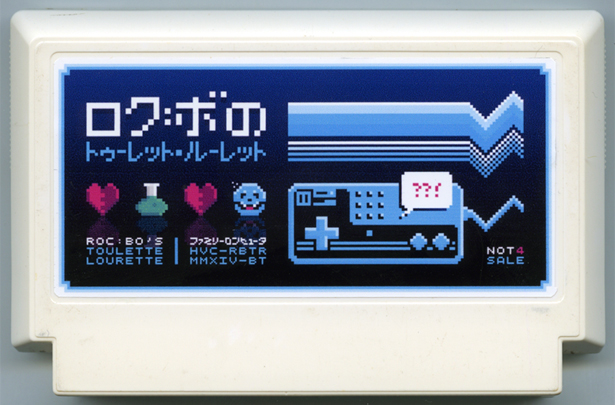 ロク:ボの
トゥーレット・ルーレット
??!
ROC:BO'S
TOULETTE
LOURETTE
ファミリーコンピュータ
HVC-RBTR
MMXIV-BT
NOT4
SALE